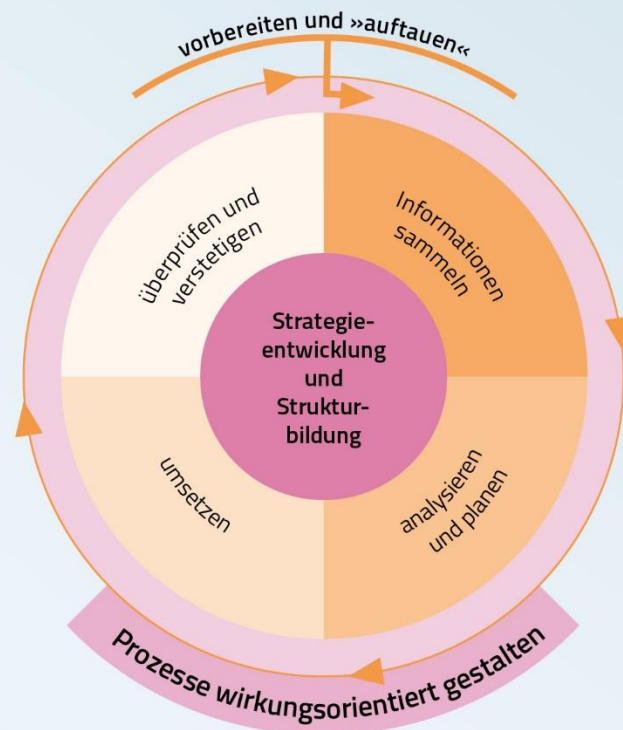 vorbereiten und »auftauen«
Informationen
sammeln
überprüfen und
verstetigen
Strategie-
entwicklung
und
Struktur-
bildung
analysieren
und planen
umsetzen
Prozesse wirkungsorientiert gestalten